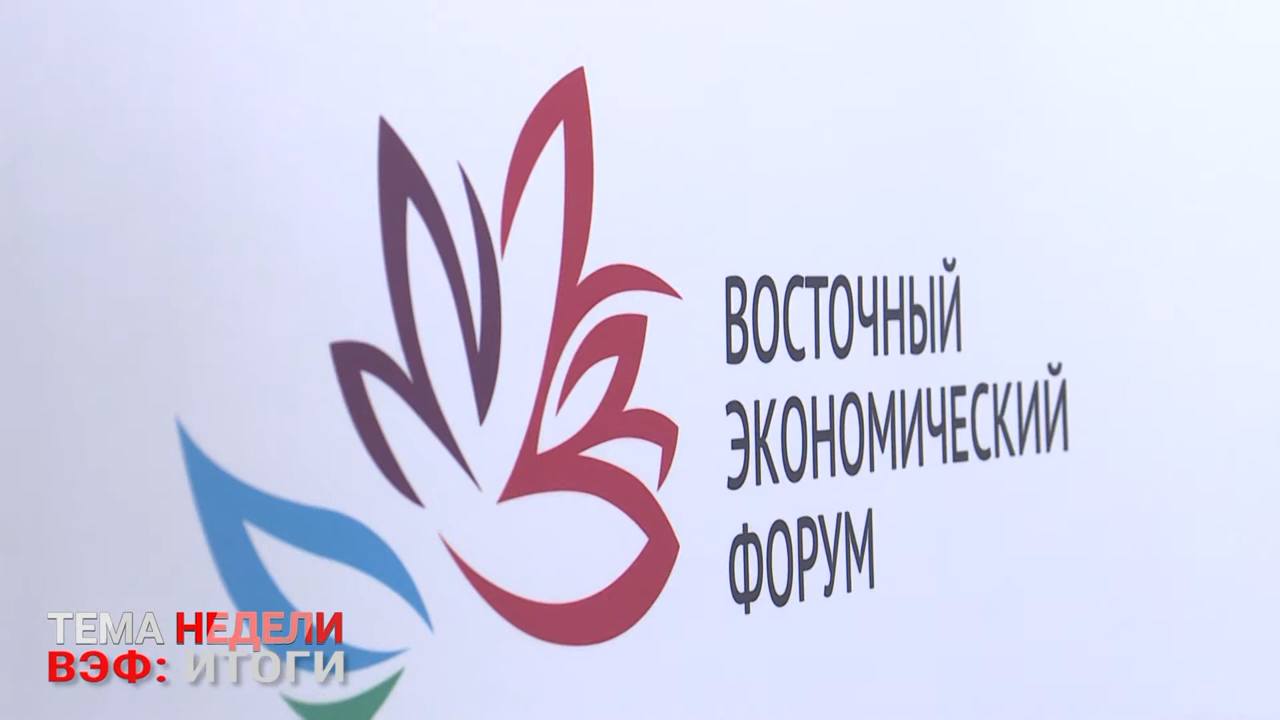 ВОСТОЧНЫЙ
ЭКОНОМИЧЕСКИЙ
ФОРУМ
ТЕМА НЕДЕЛИ
ВЭФ: ИТОГИ